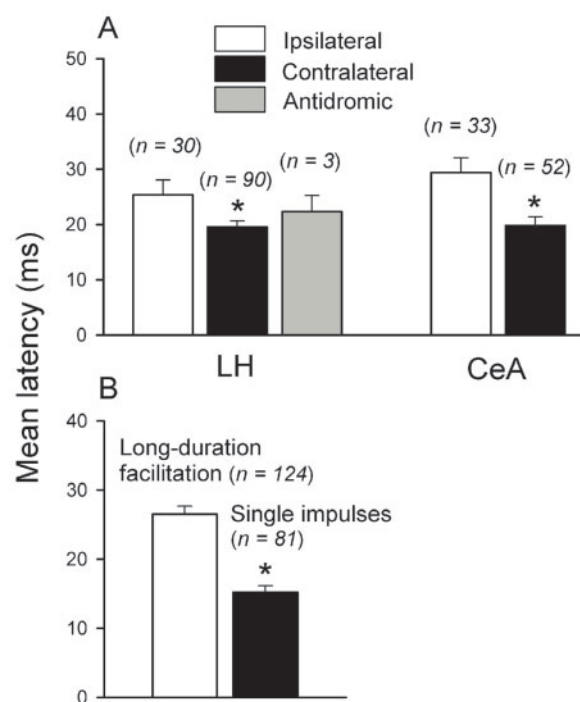 A
Ipsilateral
Contralateral
Antidromic
50
40
30
20
10
0
(n = 30)
(n = 90)
*
(n = 3)
(n = 33)
(n = 52)
*
LH
CeA
Mean latency (ms)
B
40
30
20
10
0
Long-duration
facilitation (n = 124)
Single impulses
(n = 81)
*